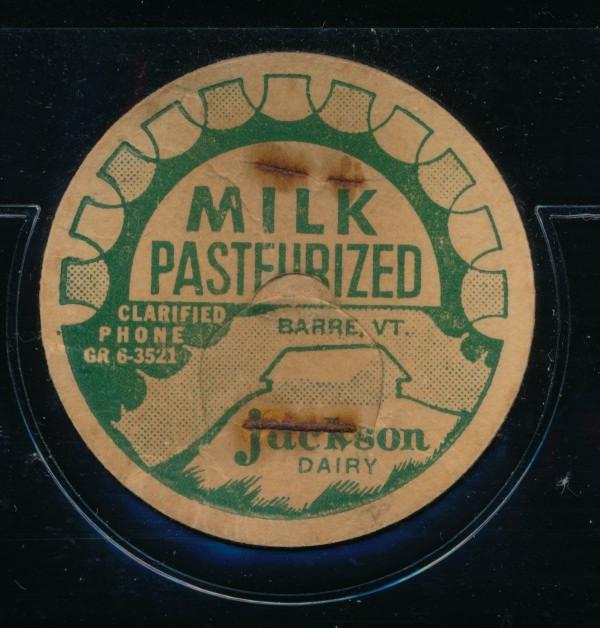 MILK
PASTEURIZED
CLARIFIED
PHONE
GR 6-3521
BARRE, VT.
jackson
DAIRY